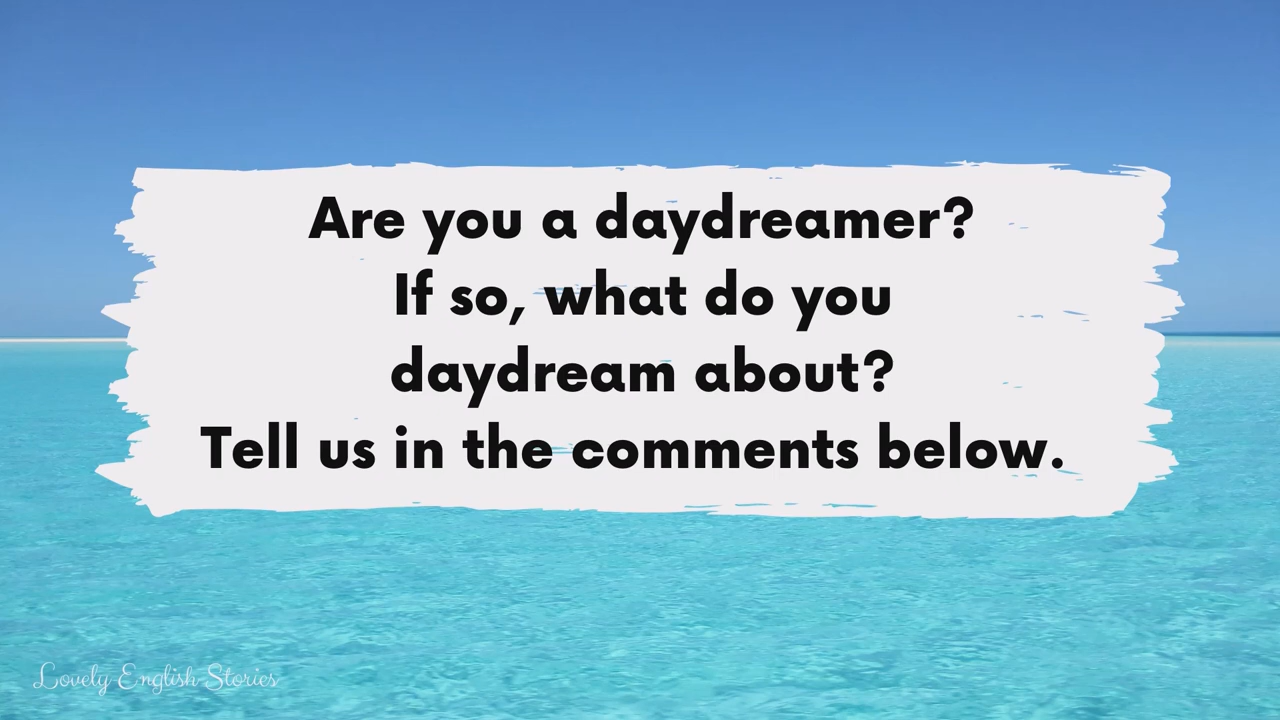 Are you a daydreamer?
If so, what do you
daydream about?
Tell us in the comments below.
Lovely English Stories